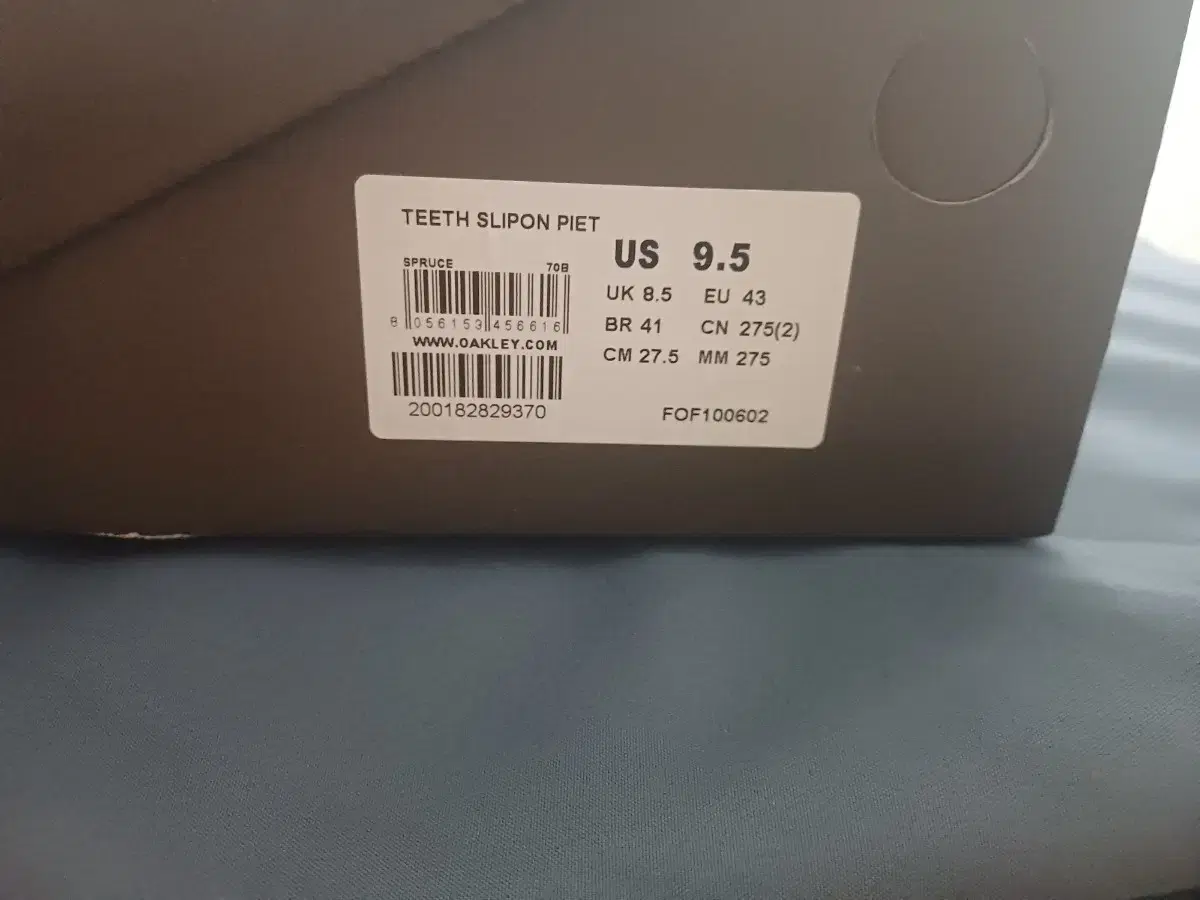 TEETH SLIPON PIET
SPRUCE 70B
8 056153 456616
WWW.OAKLEY.COM
200182829370
US 9.5
UK 8.5 EU 43
BR 41 CN 275(2)
CM 27.5 MM 275
FOF100602